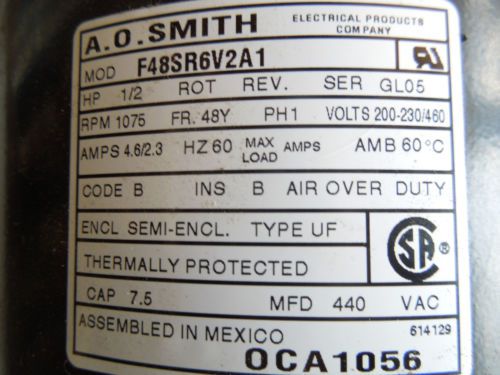 A.O.SMITH ELECTRICAL PRODUCTS COMPANY
MOD F48SR6V2A1
HP 1/2 ROT REV. SER GL05
RPM 1075 FR. 48Y PH1 VOLTS 200-230/460
AMPS 4.6/2.3 HZ 60 MAX LOAD AMPS AMB 60°C
CODE B INS B AIR OVER DUTY
ENCL SEMI-ENCL. TYPE UF
SA ®
THERMALLY PROTECTED
CAP 7.5 MFD 440 VAC
ASSEMBLED IN MEXICO 614129
OCA1056